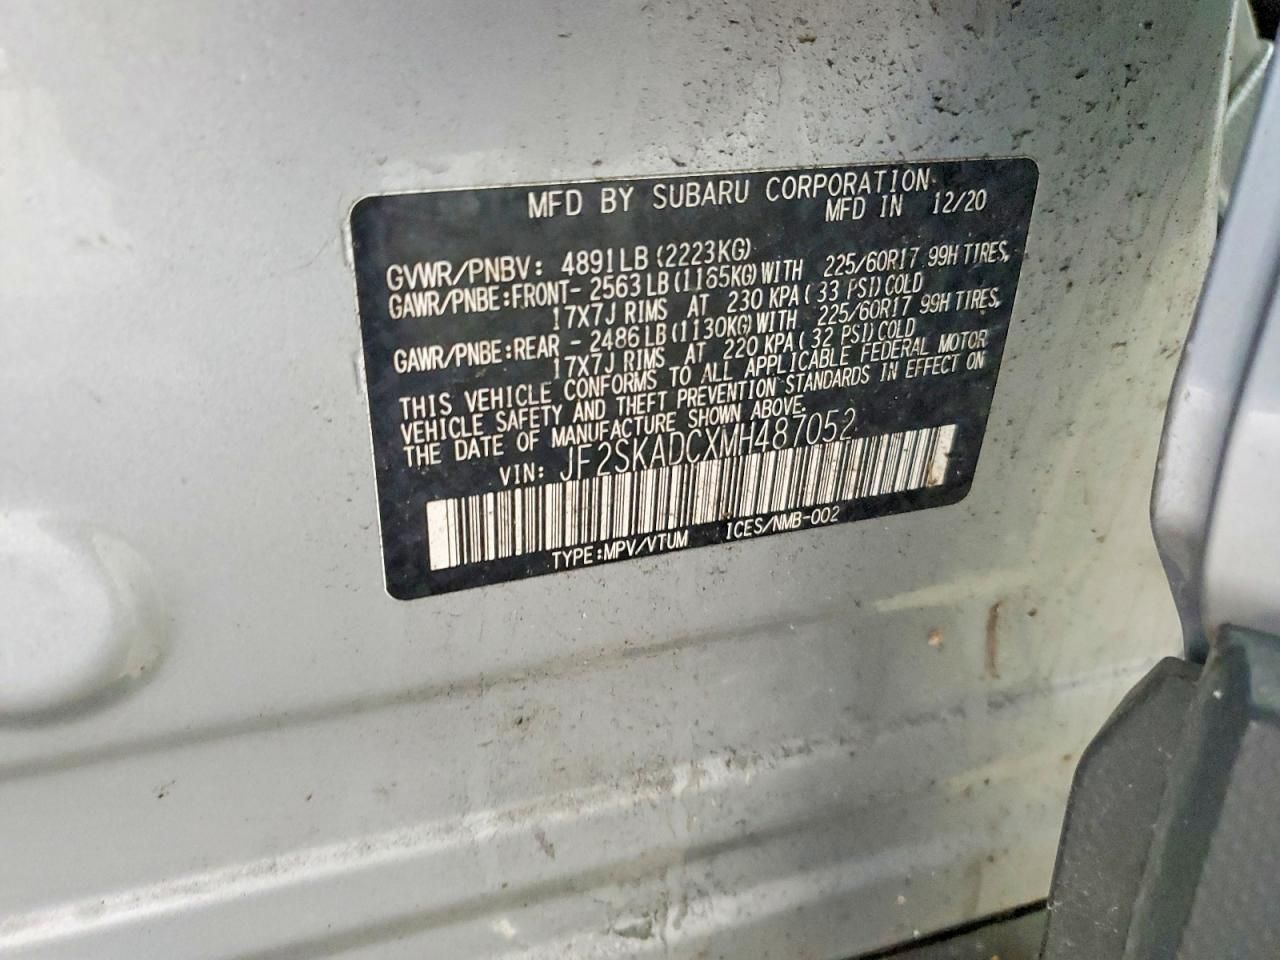 MFD BY SUBARU CORPORATION
MFD IN 12/20
GVWR/PNBV: 4891LB(2223KG)
GAWR/PNBE:FRONT- 2563LB(1165KG)WITH 225/60R17 99H TIRES,
17X7J RIMS AT 230 KPA( 33 PSI)COLD
GAWR/PNBE:REAR - 2486LB(1130KG)WITH 225/60R17 99H TIRES,
17X7J RIMS AT 220 KPA( 32 PSI)COLD
THIS VEHICLE CONFORMS TO ALL APPLICABLE FEDERAL MOTOR
VEHICLE SAFETY AND THEFT PREVENTION STANDARDS IN EFFECT ON
THE DATE OF MANUFACTURE SHOWN ABOVE.
VIN: JF2SKADCXMH487052
TYPE:MPV/VTUM ICES/NMB-002